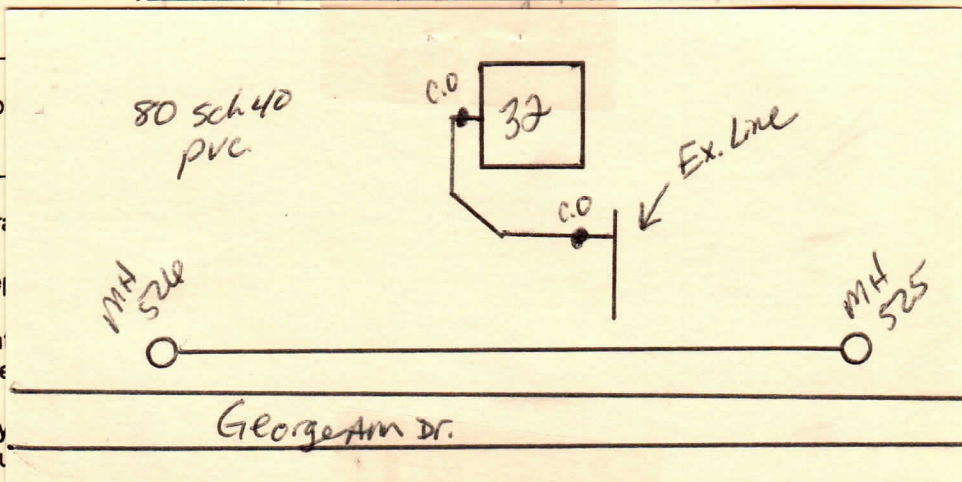 80 sch 40
pvc
C.O
32
Ex. Line
C.O
MH
526
MH
525
GeorgeAnn Dr.